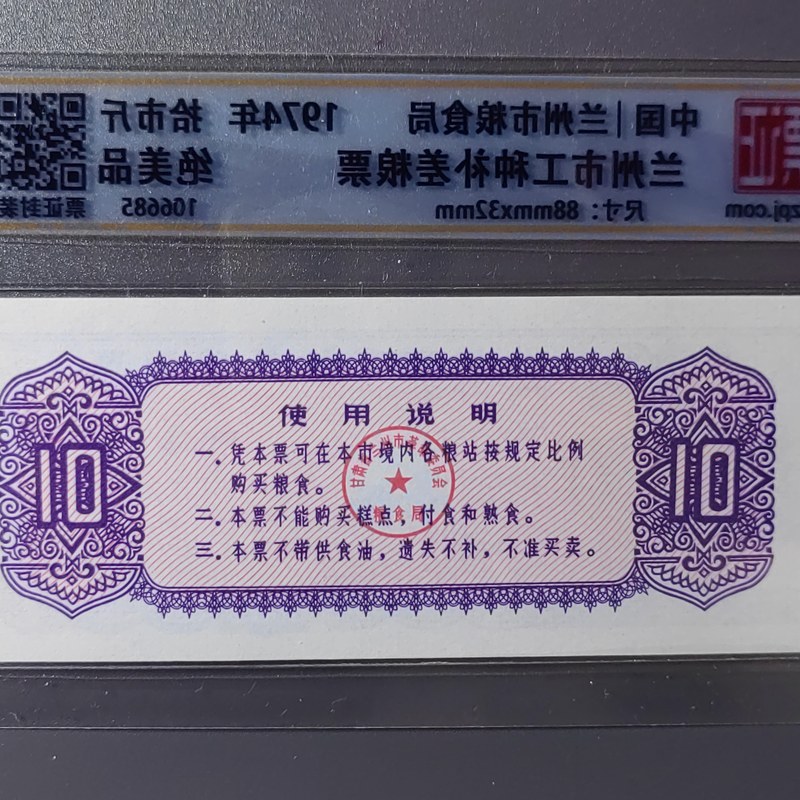 中国|兰州市粮食局 1974年 拾市斤
兰州市工种补差粮票 绝美品
尺寸：88mmx32mm 106685 票证封装
zpj.com
使用说明
10
一．凭本票可在本市境内各粮站按规定比例
购买粮食。
二．本票不能购买糕点，付食和熟食。
三．本票不带供食油，遗失不补，不准买卖。
10
粮食局